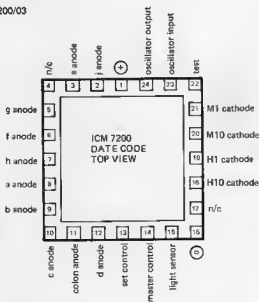 200/03
n/c
e anode
j anode
+
oscillator output
oscillator input
test
4
3
2
1
24
23
22
g anode
5
f anode
6
h anode
7
a anode
8
b anode
9
ICM 7200
DATE CODE
TOP VIEW
21
M1 cathode
20
M10 cathode
19
H1 cathode
18
H10 cathode
17
n/c
10
11
12
13
14
15
16
c anode
colon anode
d anode
set control
master control
light sensor